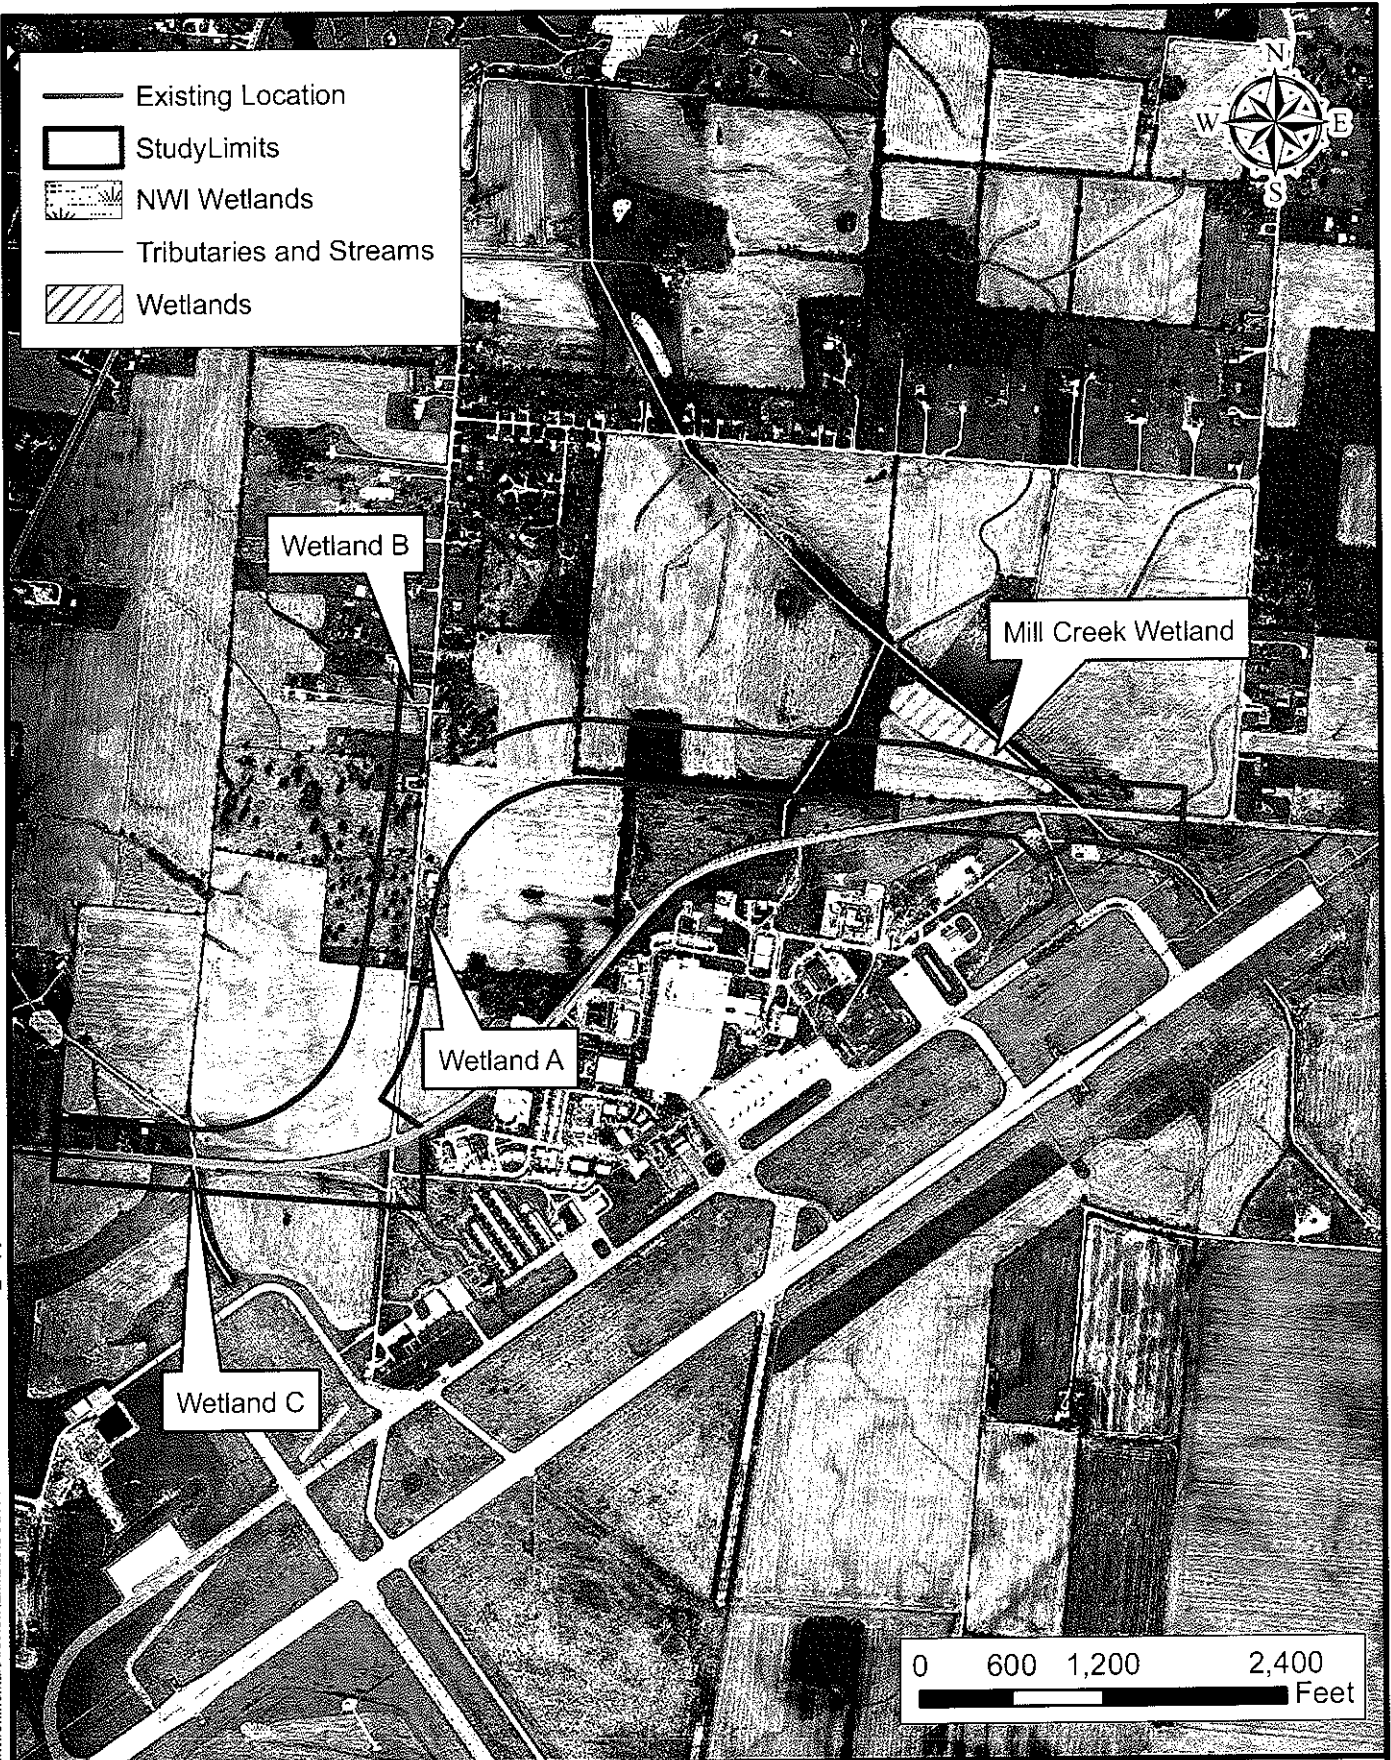 Existing Location
StudyLimits
NWI Wetlands
Tributaries and Streams
Wetlands
N
W E
S
Wetland B
Mill Creek Wetland
Wetland A
Wetland C
0 600 1,200 2,400
Feet